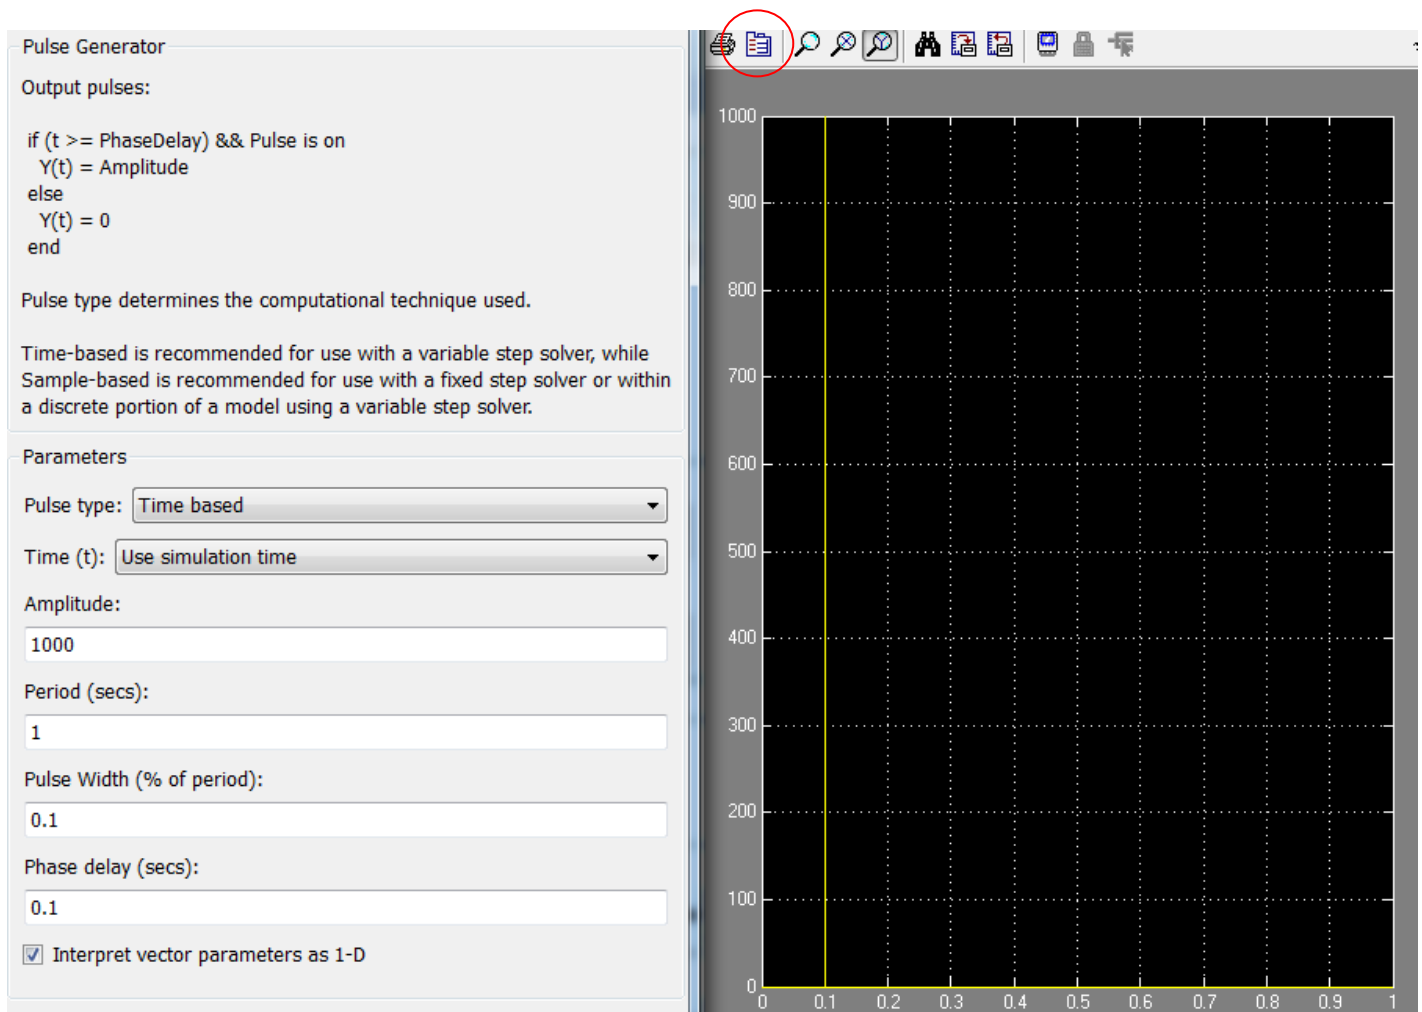 Pulse Generator
Output pulses:
if (t >= PhaseDelay) && Pulse is on
Y(t) = Amplitude
else
Y(t) = 0
end
Pulse type determines the computational technique used.
Time-based is recommended for use with a variable step solver, while
Sample-based is recommended for use with a fixed step solver or within
a discrete portion of a model using a variable step solver.
Parameters
Pulse type: Time based
Time (t): Use simulation time
Amplitude:
1000
Period (secs):
1
Pulse Width (% of period):
0.1
Phase delay (secs):
0.1
Interpret vector parameters as 1-D
1000
900
800
700
600
500
400
300
200
100
0
0 0.1 0.2 0.3 0.4 0.5 0.6 0.7 0.8 0.9 1